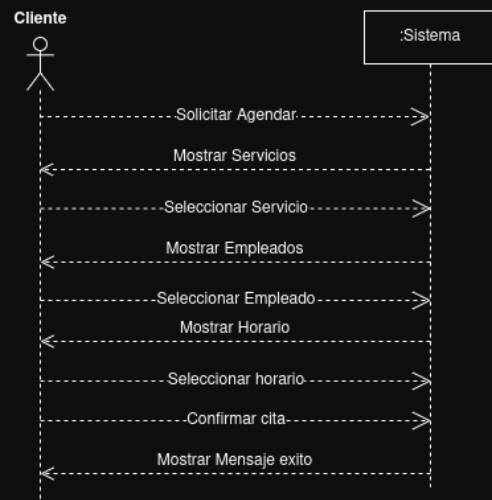 Cliente
:Sistema
Solicitar Agendar
Mostrar Servicios
Seleccionar Servicio
Mostrar Empleados
Seleccionar Empleado
Mostrar Horario
Seleccionar horario
Confirmar cita
Mostrar Mensaje exito